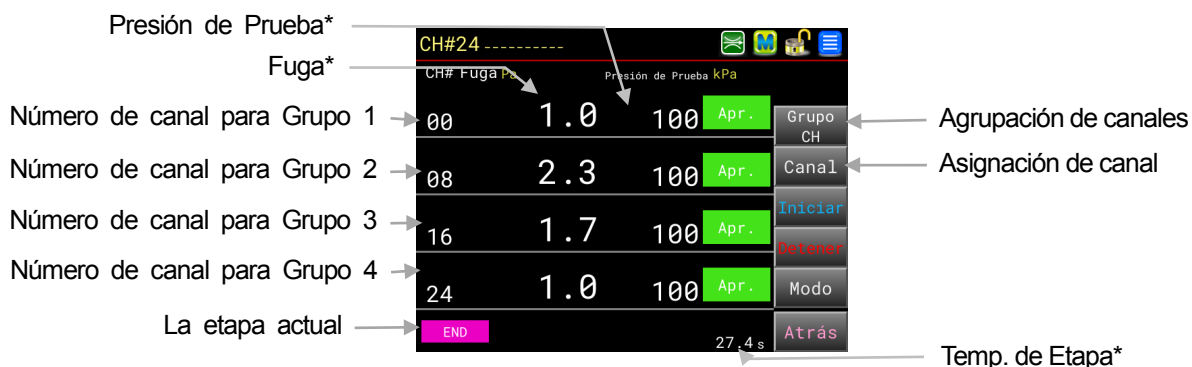 Presión de Prueba*
Fuga*
Número de canal para Grupo 1
Número de canal para Grupo 2
Número de canal para Grupo 3
Número de canal para Grupo 4
La etapa actual
CH#24 ----------
M
CH# Fuga Pa Presión de Prueba kPa
00 1.0 100 Apr.
08 2.3 100 Apr.
16 1.7 100 Apr.
24 1.0 100 Apr.
END 27.4 s
Grupo
CH
Canal
Iniciar
Detener
Modo
Atrás
Agrupación de canales
Asignación de canal
Temp. de Etapa*